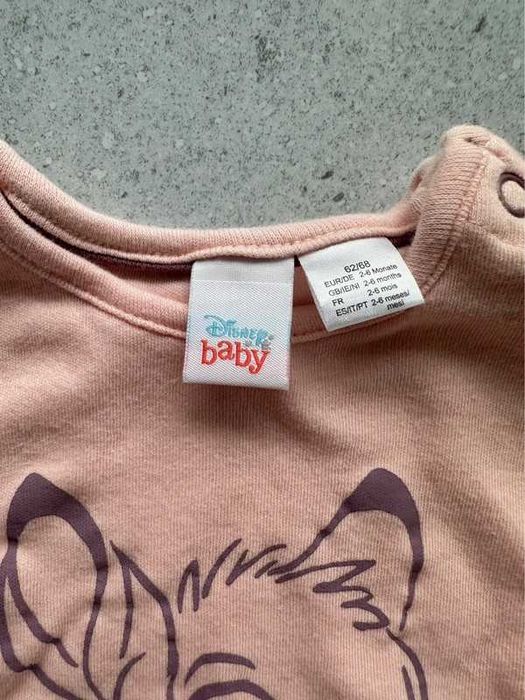 Disney
baby
62/68
EUR/DE 2-6 Monate
GB/IE/NI 2-6 months
FR 2-6 mois
ES/IT/PT 2-6 meses/
mesi